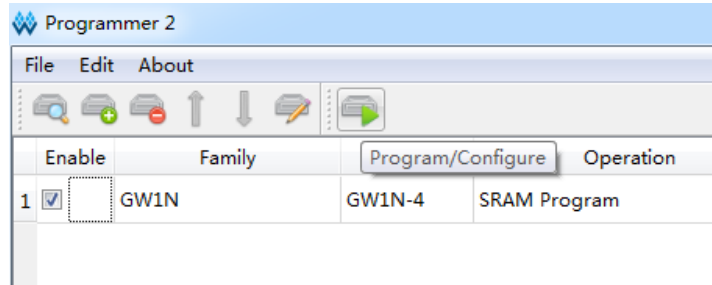 Programmer 2
File Edit About
Enable Family Program/Configure Operation
1 GW1N GW1N-4 SRAM Program